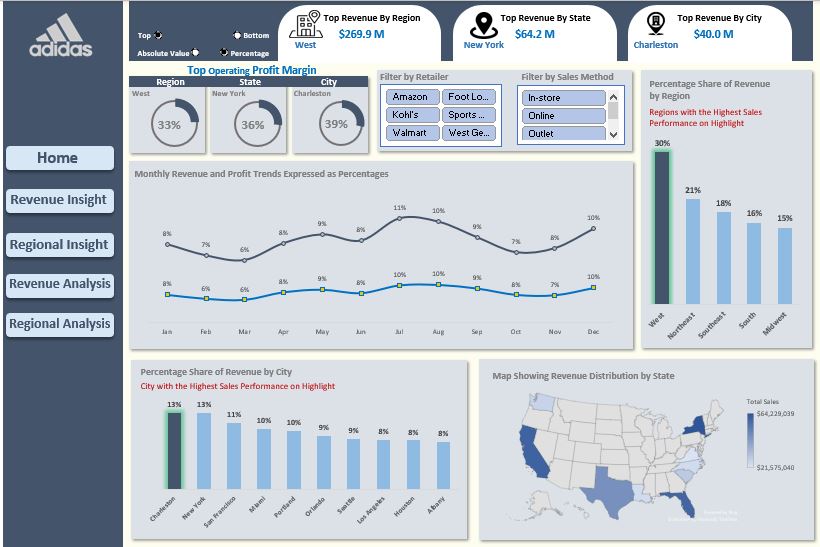 adidas
Home
Revenue Insight
Regional Insight
Revenue Analysis
Regional Analysis
Top
Bottom
Absolute Value
Percentage
Top Revenue By Region
$269.9 M
West
Top Revenue By State
$64.2 M
New York
Top Revenue By City
$40.0 M
Charleston
Top Operating Profit Margin
Region
State
City
West
New York
Charleston
33%
36%
39%
Filter by Retailer
Amazon
Foot Lo...
Kohl's
Sports ...
Walmart
West Ge...
Filter by Sales Method
In-store
Online
Outlet
Percentage Share of Revenue
by Region
Regions with the Highest Sales
Performance on Highlight
30%
21%
18%
16%
15%
West
Northeast
Southeast
South
Midwest
Monthly Revenue and Profit Trends Expressed as Percentages
8%
7%
6%
8%
9%
8%
11%
10%
9%
7%
8%
10%
8%
6%
6%
8%
9%
8%
10%
10%
9%
8%
7%
10%
Jan
Feb
Mar
Apr
May
Jun
Jul
Aug
Sep
Oct
Nov
Dec
Percentage Share of Revenue by City
City with the Highest Sales Performance on Highlight
13%
13%
11%
10%
10%
9%
9%
8%
8%
8%
Charleston
New York
San Francisco
Miami
Portland
Orlando
Seattle
Los Angeles
Houston
Albany
Map Showing Revenue Distribution by State
Total Sales
$64,229,039
$21,575,040